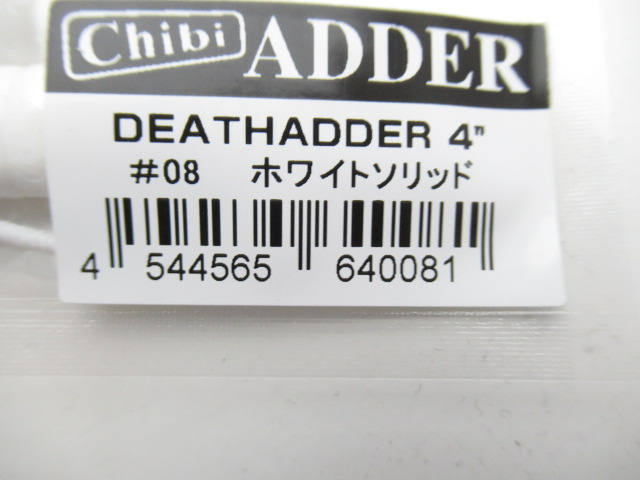 Chibi ADDER
DEATHADDER 4"
#08 ホワイトソリッド
4 544565 640081